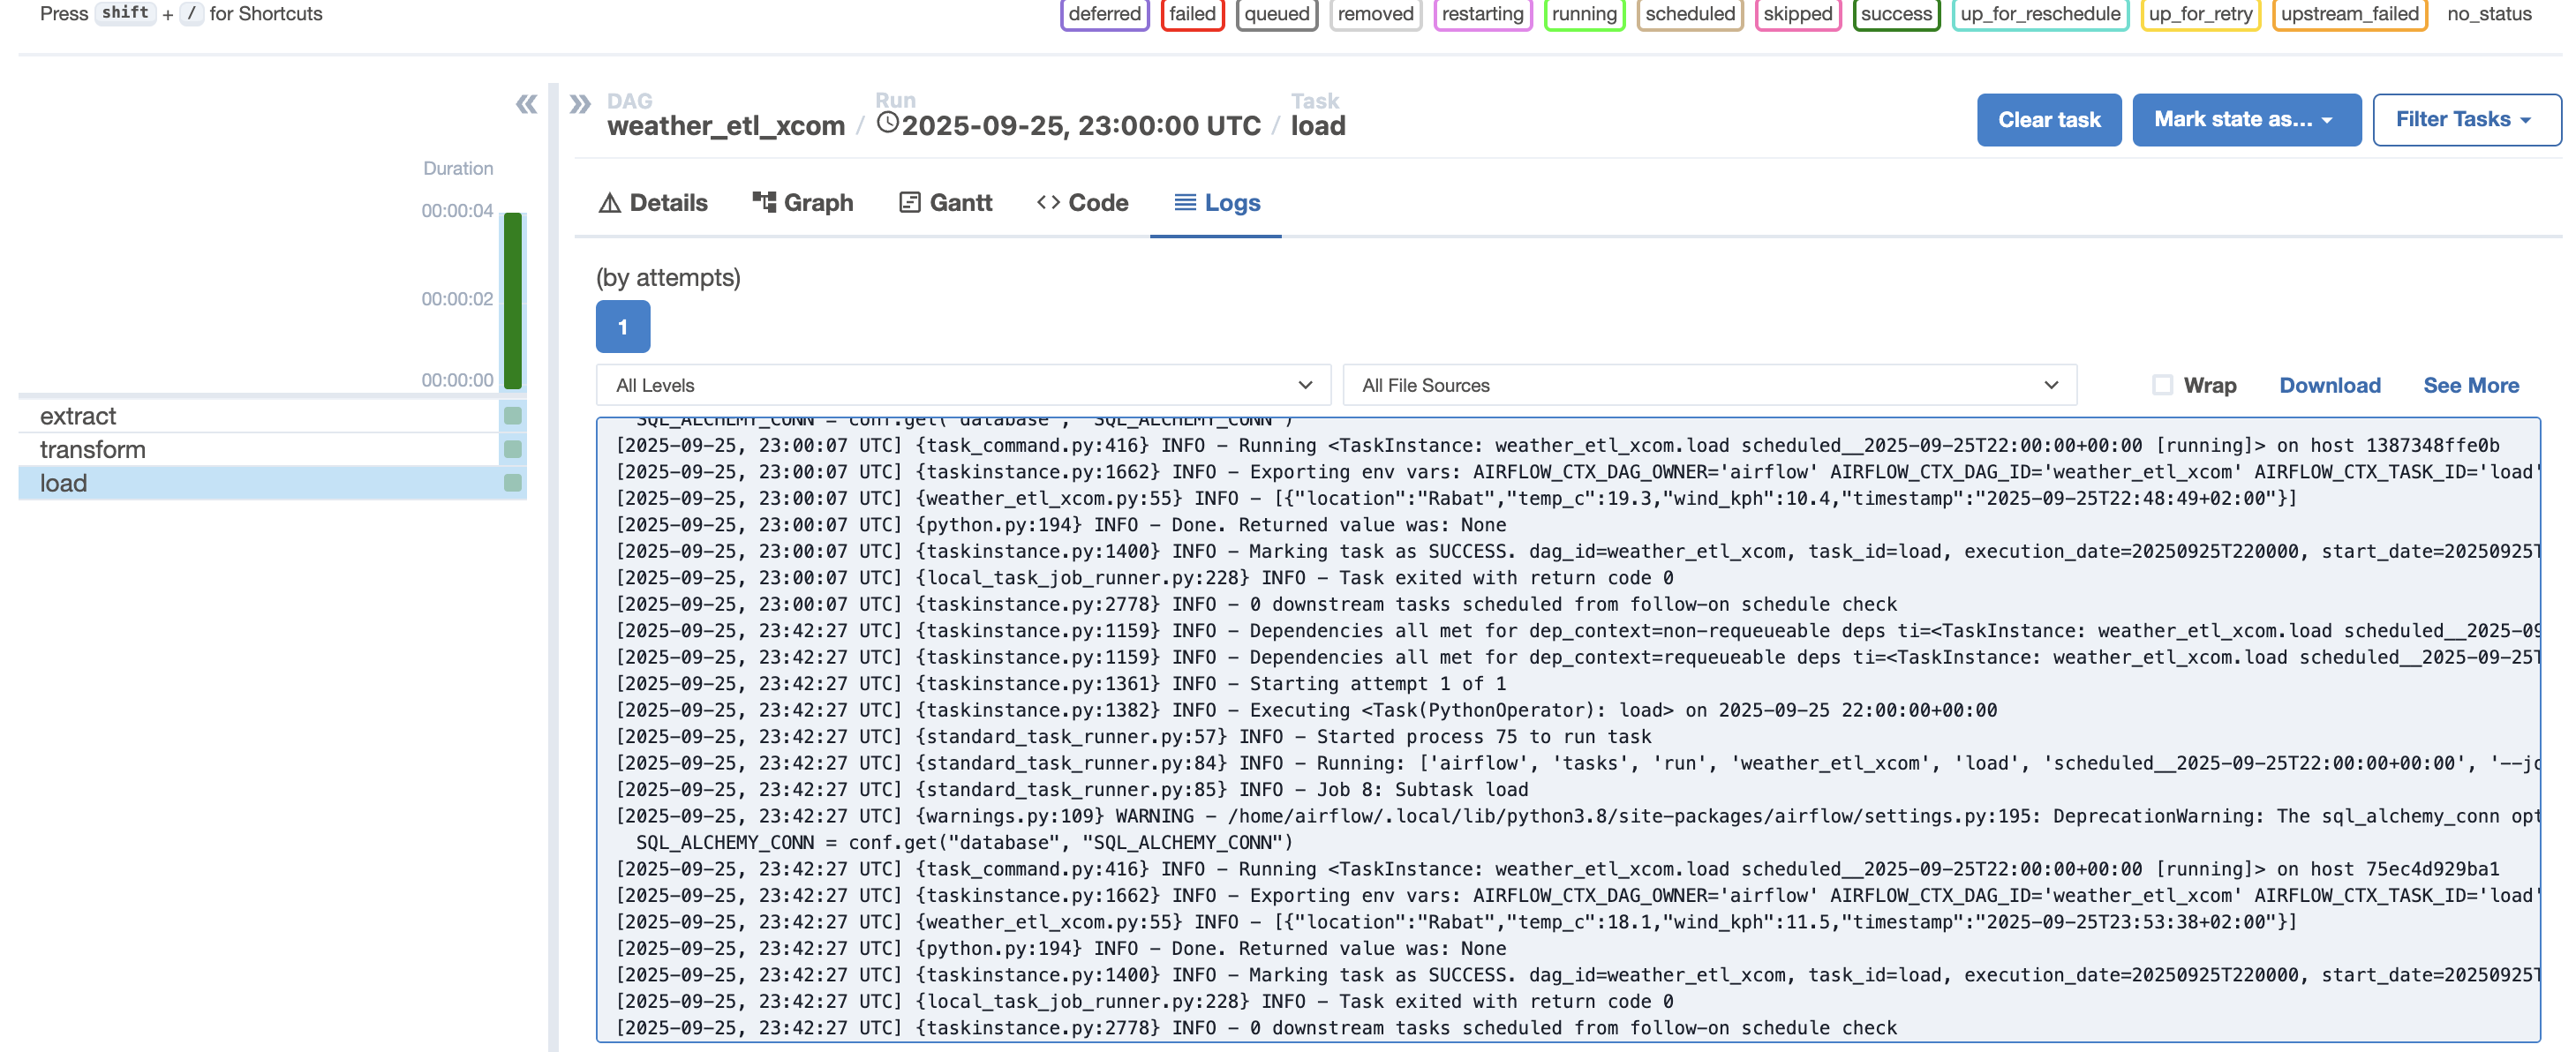 Press shift + / for Shortcuts
deferred failed queued removed restarting running scheduled skipped success up_for_reschedule up_for_retry upstream_failed no_status
DAG Run Task
weather_etl_xcom / 2025-09-25, 23:00:00 UTC / load
Clear task Mark state as... Filter Tasks
Duration
00:00:04
00:00:02
00:00:00
extract
transform
load
Details Graph Gantt <> Code Logs
(by attempts)
1
All Levels All File Sources Wrap Download See More
SQL_ALCHEMY_CONN = conf.get("database", "SQL_ALCHEMY_CONN")
[2025-09-25, 23:00:07 UTC] {task_command.py:416} INFO - Running <TaskInstance: weather_etl_xcom.load scheduled__2025-09-25T22:00:00+00:00 [running]> on host 1387348ffe0b
[2025-09-25, 23:00:07 UTC] {taskinstance.py:1662} INFO - Exporting env vars: AIRFLOW_CTX_DAG_OWNER='airflow' AIRFLOW_CTX_DAG_ID='weather_etl_xcom' AIRFLOW_CTX_TASK_ID='load'
[2025-09-25, 23:00:07 UTC] {weather_etl_xcom.py:55} INFO - [{"location":"Rabat","temp_c":19.3,"wind_kph":10.4,"timestamp":"2025-09-25T22:48:49+02:00"}]
[2025-09-25, 23:00:07 UTC] {python.py:194} INFO - Done. Returned value was: None
[2025-09-25, 23:00:07 UTC] {taskinstance.py:1400} INFO - Marking task as SUCCESS. dag_id=weather_etl_xcom, task_id=load, execution_date=20250925T220000, start_date=20250925T
[2025-09-25, 23:00:07 UTC] {local_task_job_runner.py:228} INFO - Task exited with return code 0
[2025-09-25, 23:00:07 UTC] {taskinstance.py:2778} INFO - 0 downstream tasks scheduled from follow-on schedule check
[2025-09-25, 23:42:27 UTC] {taskinstance.py:1159} INFO - Dependencies all met for dep_context=non-requeueable deps ti=<TaskInstance: weather_etl_xcom.load scheduled__2025-09
[2025-09-25, 23:42:27 UTC] {taskinstance.py:1159} INFO - Dependencies all met for dep_context=requeueable deps ti=<TaskInstance: weather_etl_xcom.load scheduled__2025-09-25T
[2025-09-25, 23:42:27 UTC] {taskinstance.py:1361} INFO - Starting attempt 1 of 1
[2025-09-25, 23:42:27 UTC] {taskinstance.py:1382} INFO - Executing <Task(PythonOperator): load> on 2025-09-25 22:00:00+00:00
[2025-09-25, 23:42:27 UTC] {standard_task_runner.py:57} INFO - Started process 75 to run task
[2025-09-25, 23:42:27 UTC] {standard_task_runner.py:84} INFO - Running: ['airflow', 'tasks', 'run', 'weather_etl_xcom', 'load', 'scheduled__2025-09-25T22:00:00+00:00', '--jo
[2025-09-25, 23:42:27 UTC] {standard_task_runner.py:85} INFO - Job 8: Subtask load
[2025-09-25, 23:42:27 UTC] {warnings.py:109} WARNING - /home/airflow/.local/lib/python3.8/site-packages/airflow/settings.py:195: DeprecationWarning: The sql_alchemy_conn opt
SQL_ALCHEMY_CONN = conf.get("database", "SQL_ALCHEMY_CONN")
[2025-09-25, 23:42:27 UTC] {task_command.py:416} INFO - Running <TaskInstance: weather_etl_xcom.load scheduled__2025-09-25T22:00:00+00:00 [running]> on host 75ec4d929ba1
[2025-09-25, 23:42:27 UTC] {taskinstance.py:1662} INFO - Exporting env vars: AIRFLOW_CTX_DAG_OWNER='airflow' AIRFLOW_CTX_DAG_ID='weather_etl_xcom' AIRFLOW_CTX_TASK_ID='load'
[2025-09-25, 23:42:27 UTC] {weather_etl_xcom.py:55} INFO - [{"location":"Rabat","temp_c":18.1,"wind_kph":11.5,"timestamp":"2025-09-25T23:53:38+02:00"}]
[2025-09-25, 23:42:27 UTC] {python.py:194} INFO - Done. Returned value was: None
[2025-09-25, 23:42:27 UTC] {taskinstance.py:1400} INFO - Marking task as SUCCESS. dag_id=weather_etl_xcom, task_id=load, execution_date=20250925T220000, start_date=20250925T
[2025-09-25, 23:42:27 UTC] {local_task_job_runner.py:228} INFO - Task exited with return code 0
[2025-09-25, 23:42:27 UTC] {taskinstance.py:2778} INFO - 0 downstream tasks scheduled from follow-on schedule check